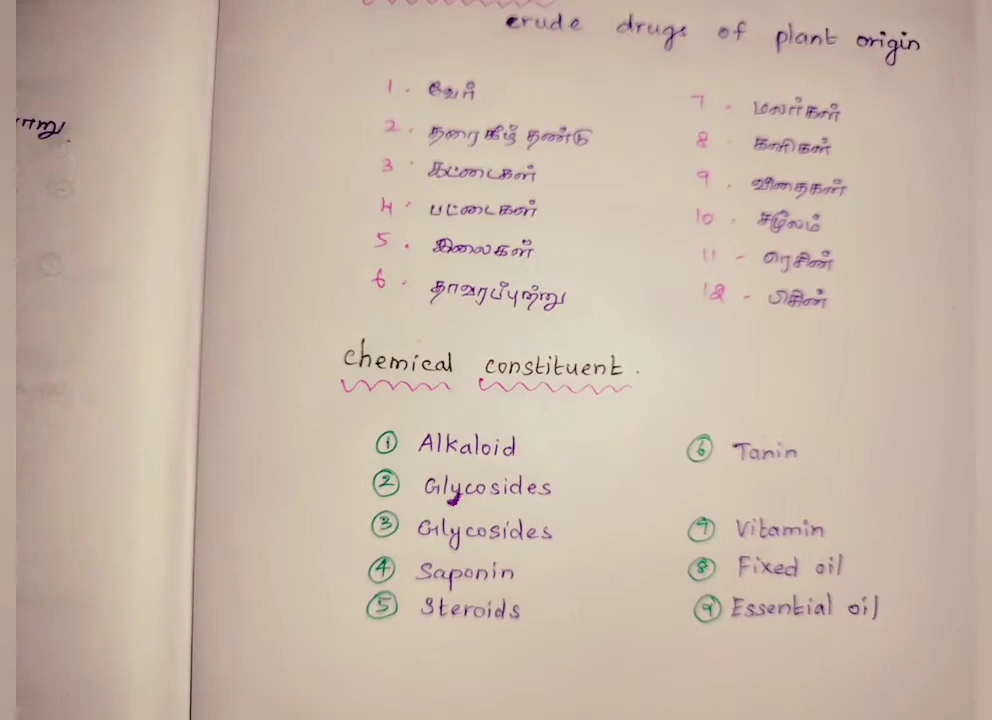 crude drugs of plant origin
1. வேர்
2. தரைகீழ் தண்டு
3. கட்டைகள்
4. பட்டைகள்
5. இலைகள்
6. தாவரப்புற்று
7. மலர்கள்
8. கனிகள்
9. விதைகள்
10. சமூலம்
11 - ரெசின்
12 - பிசின்
chemical constituent.
① Alkaloid
② Glycosides
③ Glycosides
④ Saponin
⑤ Steroids
⑥ Tanin
⑦ Vitamin
⑧ Fixed oil
⑨ Essential oil